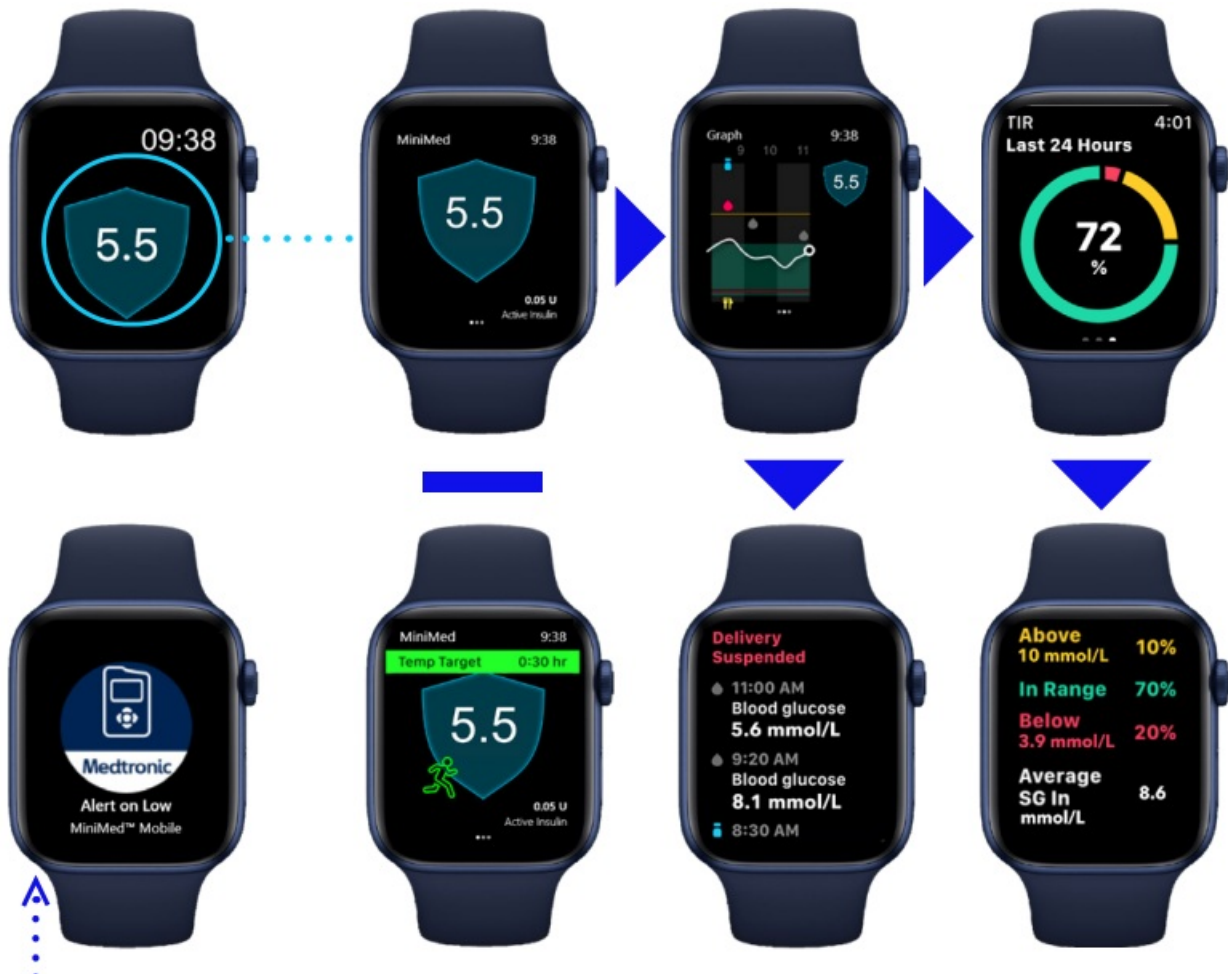 09:38
5.5
MiniMed 9:38
5.5
0.05 U
Active Insulin
Graph 9:38
9 10 11
5.5
TIR 4:01
Last 24 Hours
72
%
Medtronic
Alert on Low
MiniMed™ Mobile
MiniMed 9:38
Temp Target 0:30 hr
5.5
0.05 U
Active Insulin
Delivery
Suspended
11:00 AM
Blood glucose
5.6 mmol/L
9:20 AM
Blood glucose
8.1 mmol/L
8:30 AM
Above
10 mmol/L 10%
In Range 70%
Below
3.9 mmol/L 20%
Average
SG In
mmol/L 8.6